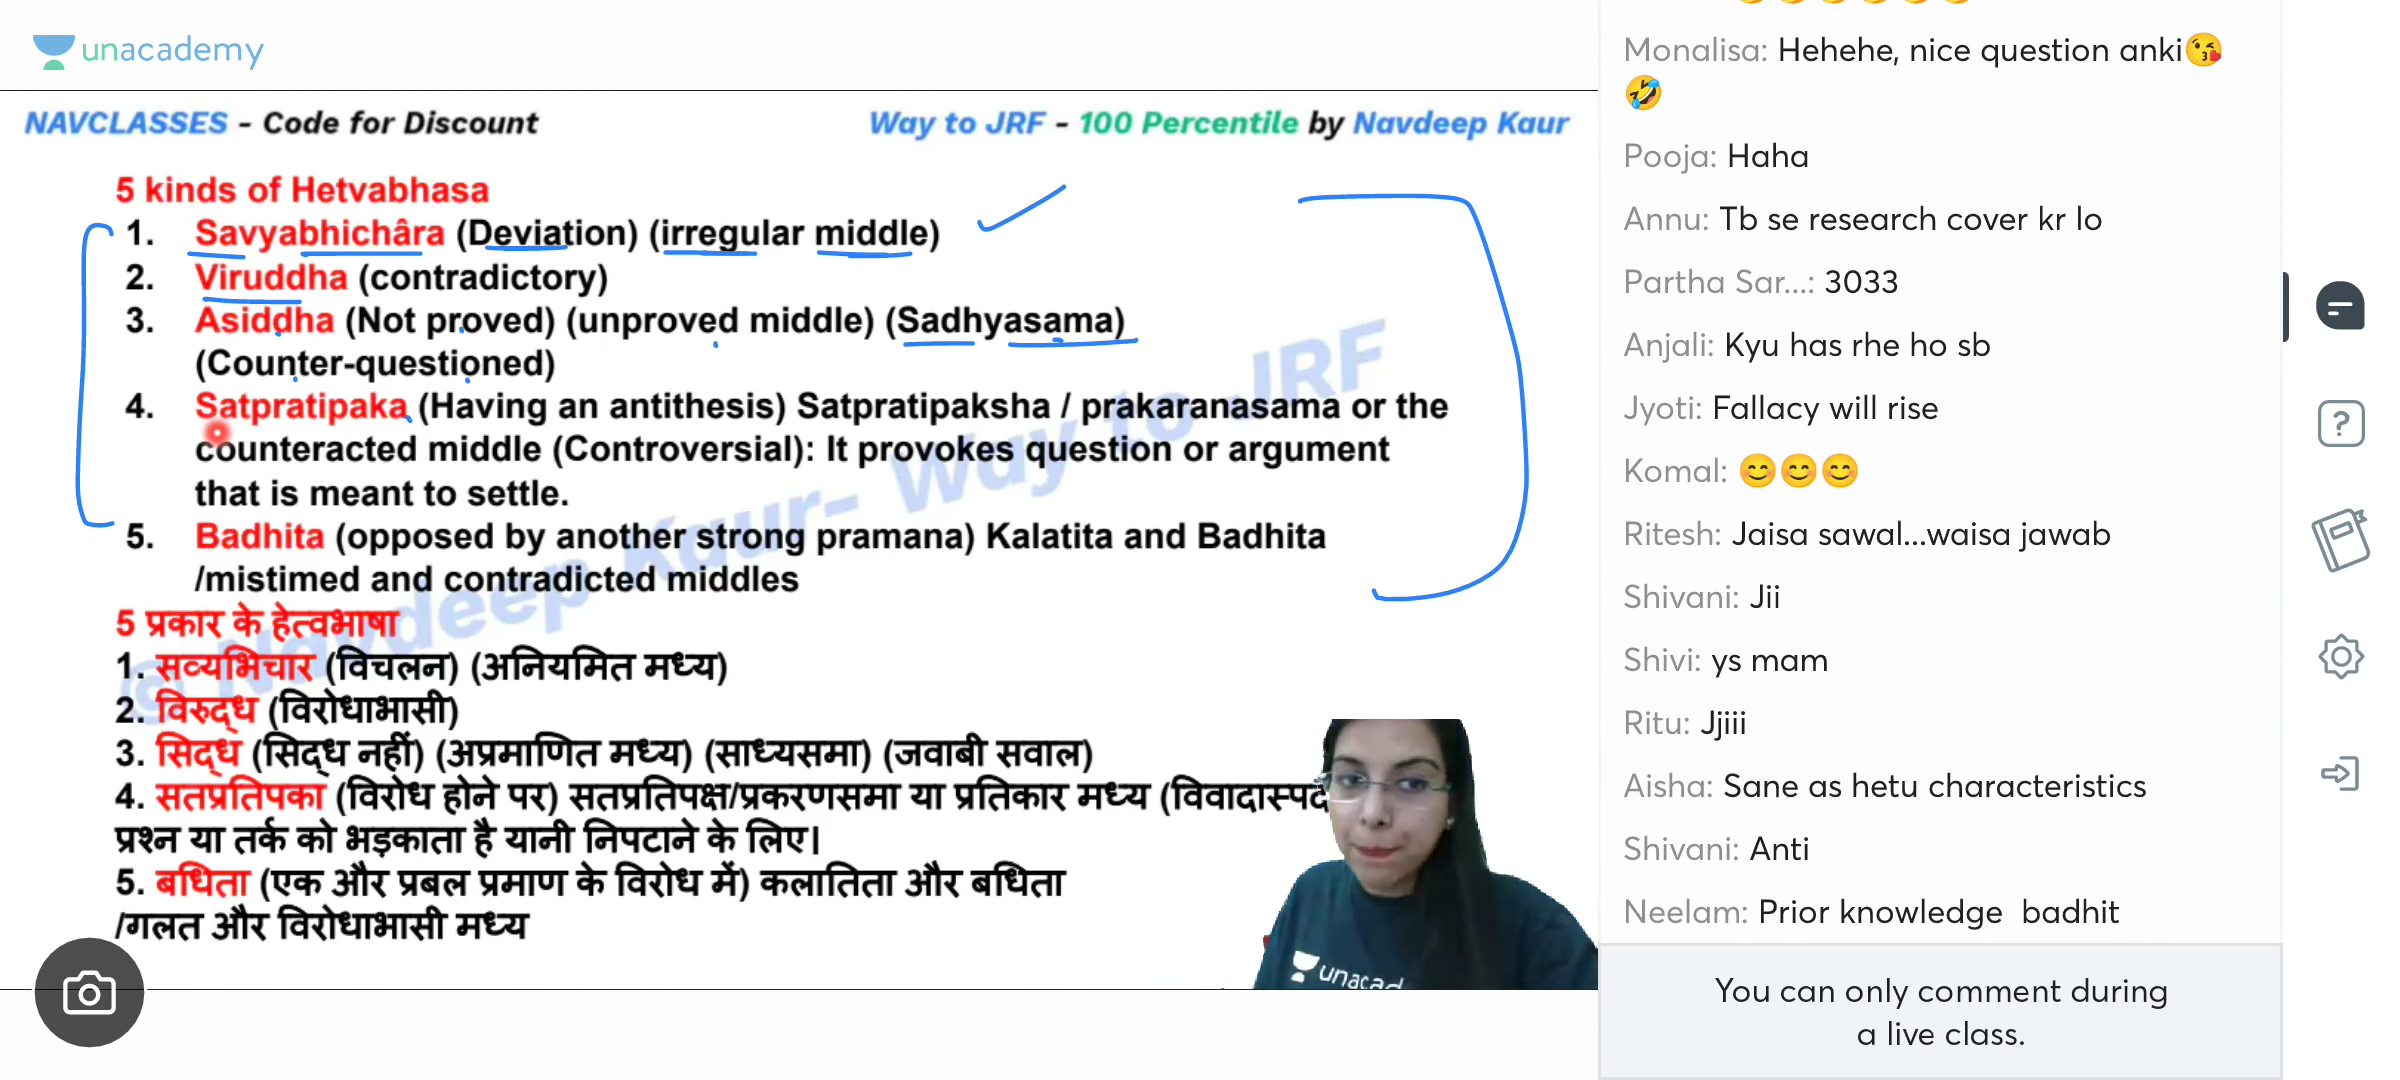 unacademy
NAVCLASSES - Code for Discount
Way to JRF - 100 Percentile by Navdeep Kaur
5 kinds of Hetvabhasa
1. Savyabhichâra (Deviation) (irregular middle)
2. Viruddha (contradictory)
3. Asiddha (Not proved) (unproved middle) (Sadhyasama)
(Counter-questioned)
4. Satpratipaka (Having an antithesis) Satpratipaksha / prakaranasama or the
counteracted middle (Controversial): It provokes question or argument
that is meant to settle.
5. Badhita (opposed by another strong pramana) Kalatita and Badhita
/mistimed and contradicted middles
5 प्रकार के हेत्वभाषा
1. सव्यभिचार (विचलन) (अनियमित मध्य)
2. विरुद्ध (विरोधाभासी)
3. सिद्ध (सिद्ध नहीं) (अप्रमाणित मध्य) (साध्यसमा) (जवाबी सवाल)
4. सतप्रतिपका (विरोध होने पर) सतप्रतिपक्ष/प्रकरणसमा या प्रतिकार मध्य (विवादास्पद
प्रश्न या तर्क को भड़काता है यानी निपटाने के लिए।
5. बधिता (एक और प्रबल प्रमाण के विरोध में) कलातिता और बधिता
/गलत और विरोधाभासी मध्य
© Navdeep Kaur- Way to JRF
unacad
Monalisa: Hehehe, nice question anki😘
🤣
Pooja: Haha
Annu: Tb se research cover kr lo
Partha Sar...: 3033
Anjali: Kyu has rhe ho sb
Jyoti: Fallacy will rise
Komal: 😊😊😊
Ritesh: Jaisa sawal...waisa jawab
Shivani: Jii
Shivi: ys mam
Ritu: Jjiii
Aisha: Sane as hetu characteristics
Shivani: Anti
Neelam: Prior knowledge badhit
You can only comment during
a live class.